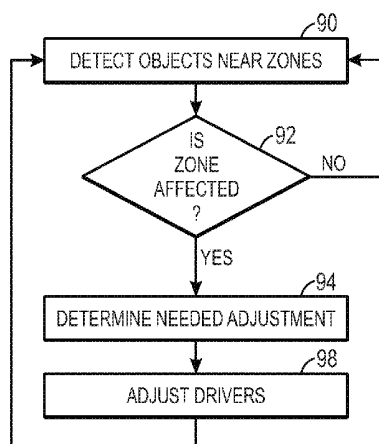 90
DETECT OBJECTS NEAR ZONES
92
IS
ZONE
AFFECTED
?
NO
YES
94
DETERMINE NEEDED ADJUSTMENT
98
ADJUST DRIVERS